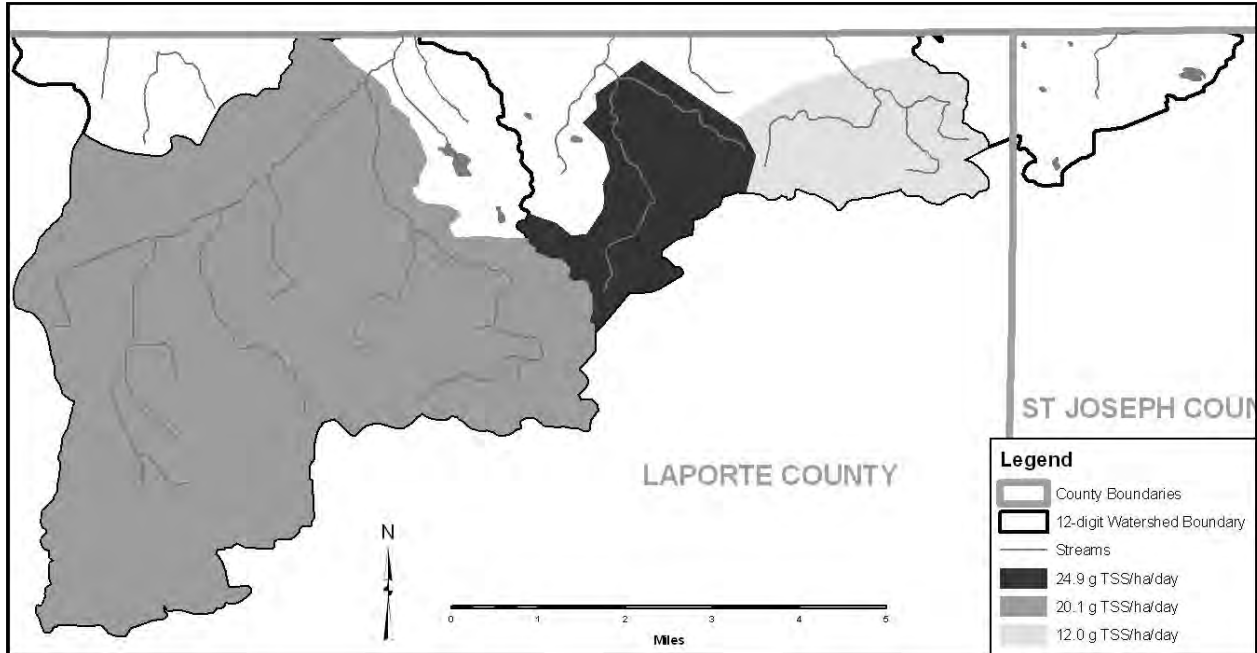 ST JOSEPH COUN
LAPORTE COUNTY
N
0 1 2 3 4 5
Miles
Legend
County Boundaries
12-digit Watershed Boundary
Streams
24.9 g TSS/ha/day
20.1 g TSS/ha/day
12.0 g TSS/ha/day